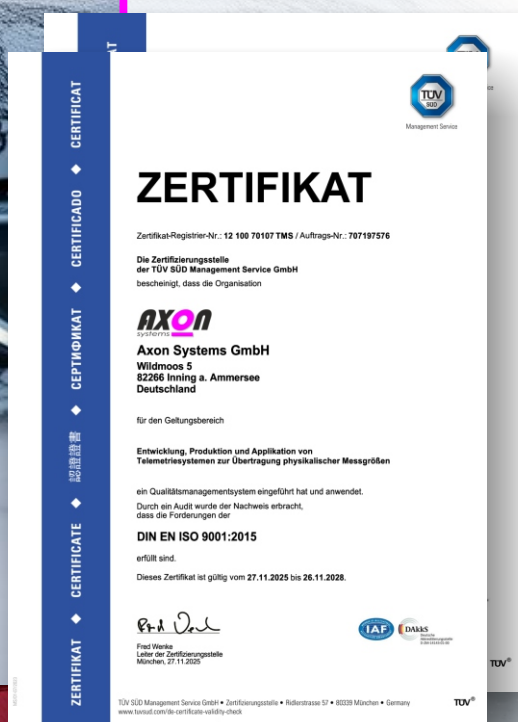 TÜV
SÜD
Management Service
ZERTIFIKAT
Zertifikat-Registrier-Nr.: 12 100 70107 TMS / Auftrags-Nr.: 707197576
Die Zertifizierungsstelle
der TÜV SÜD Management Service GmbH
bescheinigt, dass die Organisation
AXON
systems
Axon Systems GmbH
Wildmoos 5
82266 Inning a. Ammersee
Deutschland
für den Geltungsbereich
Entwicklung, Produktion und Applikation von
Telemetriesystemen zur Übertragung physikalischer Messgrößen
ein Qualitätsmanagementsystem eingeführt hat und anwendet.
Durch ein Audit wurde der Nachweis erbracht,
dass die Forderungen der
DIN EN ISO 9001:2015
erfüllt sind.
Dieses Zertifikat ist gültig vom 27.11.2025 bis 26.11.2028.
Fred Wenke
Leiter der Zertifizierungsstelle
München, 27.11.2025
IAF
DAkkS
TÜV SÜD Management Service GmbH • Zertifizierungsstelle • Ridlerstrasse 57 • 80339 München • Germany
www.tuvsud.com/de-certificate-validity-check
TÜV®
TÜV®
ZERTIFIKAT ◆ CERTIFICATE ◆ 認證證書 ◆ СЕРТИФИКАТ ◆ CERTIFICADO ◆ CERTIFICAT